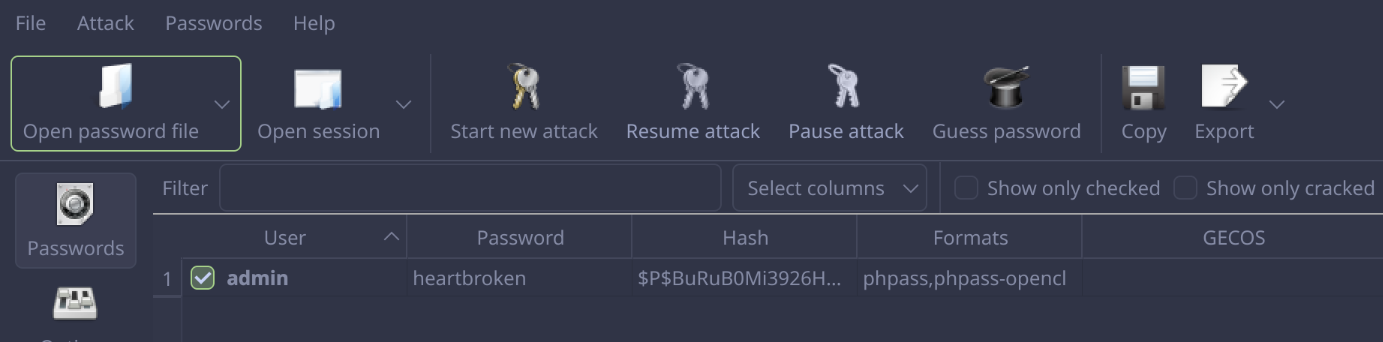 File Attack Passwords Help
Open password file Open session Start new attack Resume attack Pause attack Guess password Copy Export
Filter Select columns Show only checked Show only cracked
Passwords
User Password Hash Formats GECOS
1 admin heartbroken $P$BuRuB0Mi3926H... phpass,phpass-opencl